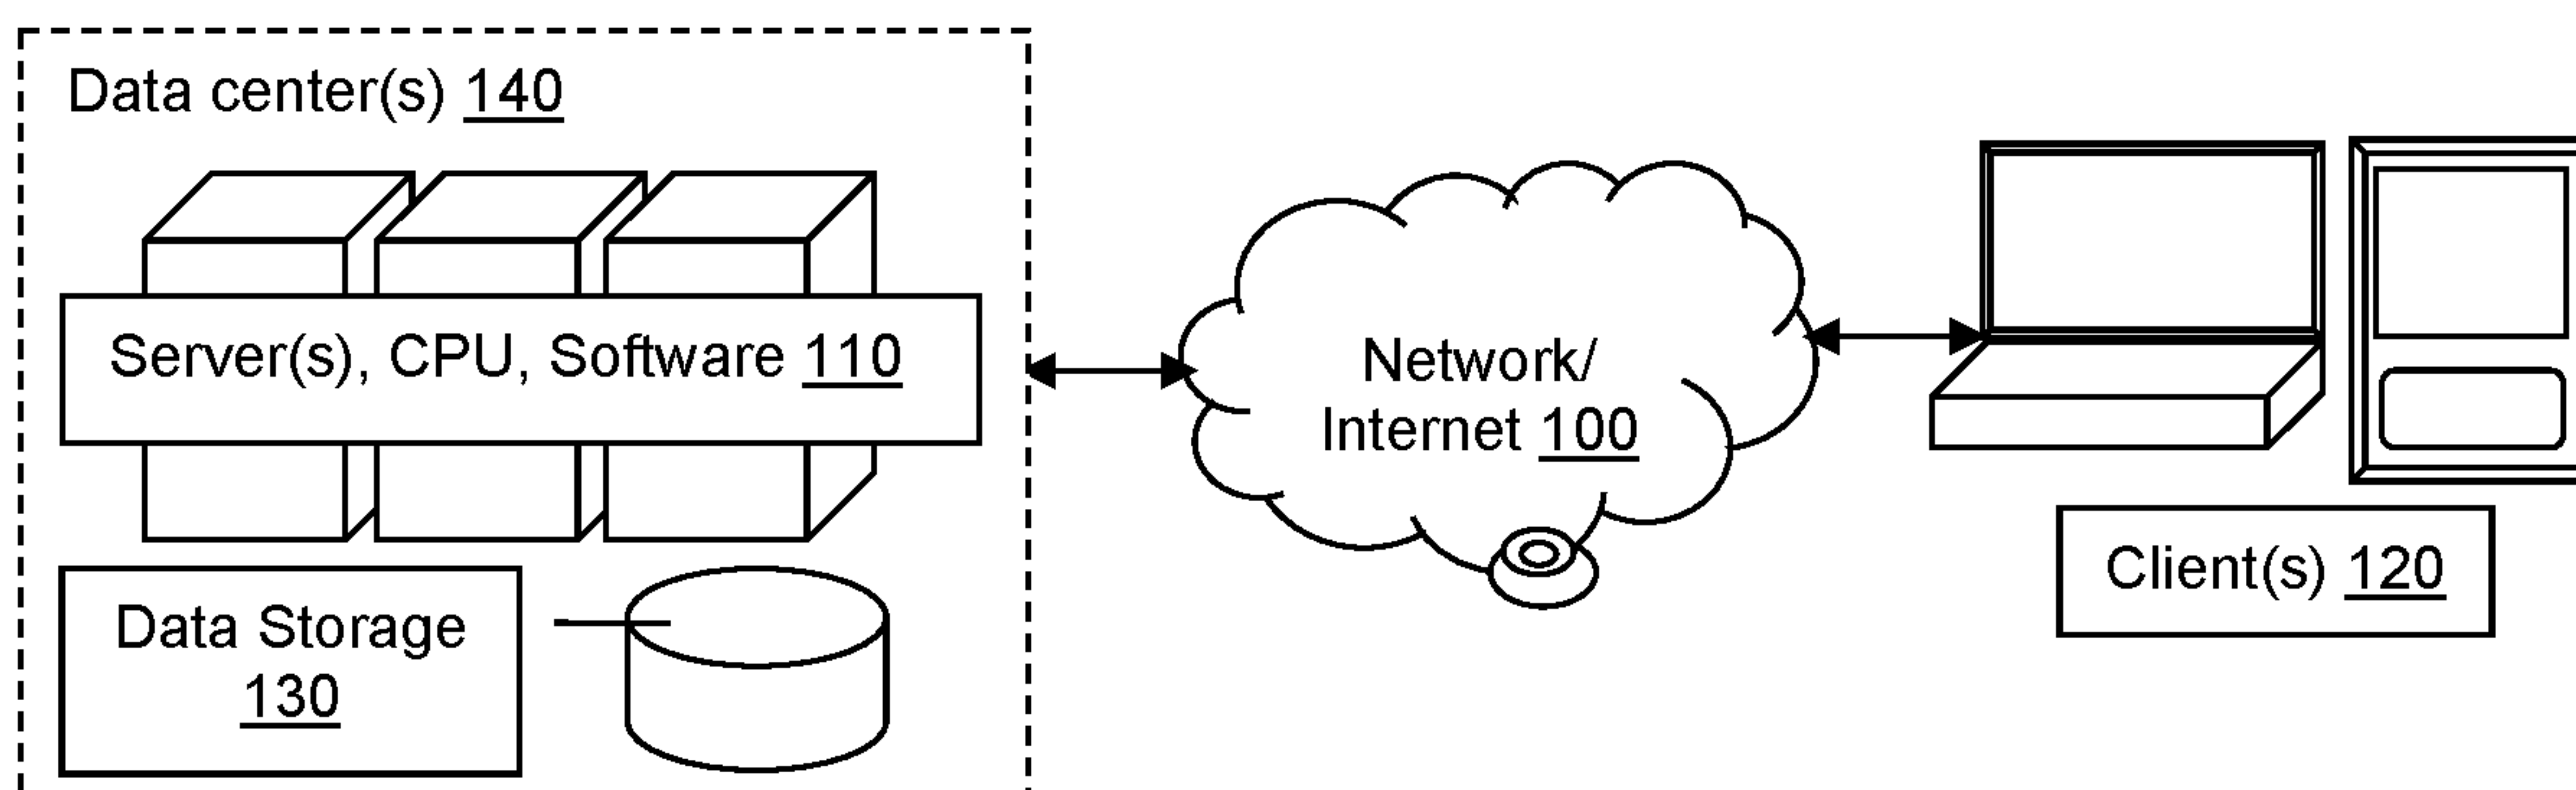 Data center(s) 140
Server(s), CPU, Software 110
Data Storage
130
Network/
Internet 100
Client(s) 120